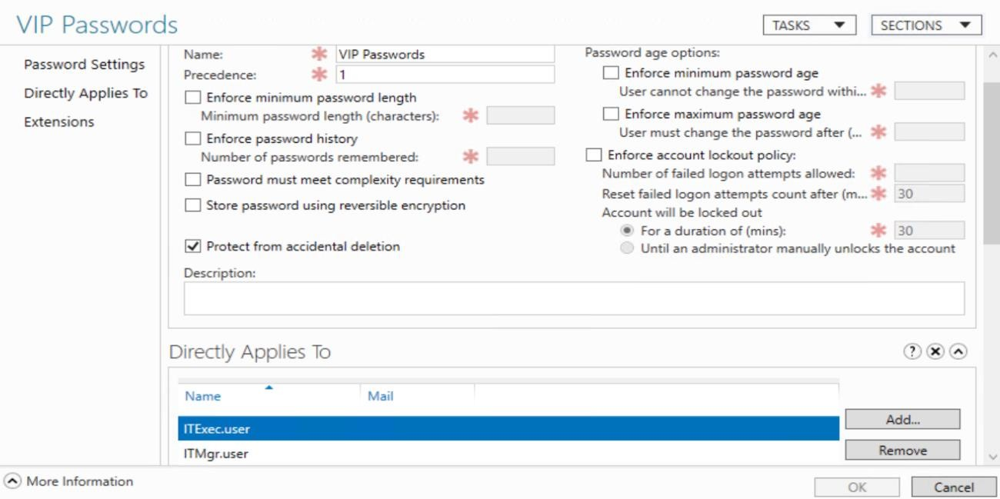 VIP Passwords
TASKS
SECTIONS
Password Settings
Directly Applies To
Extensions
Name:
VIP Passwords
Precedence:
1
Enforce minimum password length
Minimum password length (characters):
Enforce password history
Number of passwords remembered:
Password must meet complexity requirements
Store password using reversible encryption
Protect from accidental deletion
Description:
Password age options:
Enforce minimum password age
User cannot change the password withi...
Enforce maximum password age
User must change the password after (...
Enforce account lockout policy:
Number of failed logon attempts allowed:
Reset failed logon attempts count after (m...
30
Account will be locked out
For a duration of (mins):
30
Until an administrator manually unlocks the account
Directly Applies To
?
Name
Mail
ITExec.user
ITMgr.user
Add...
Remove
More Information
OK
Cancel